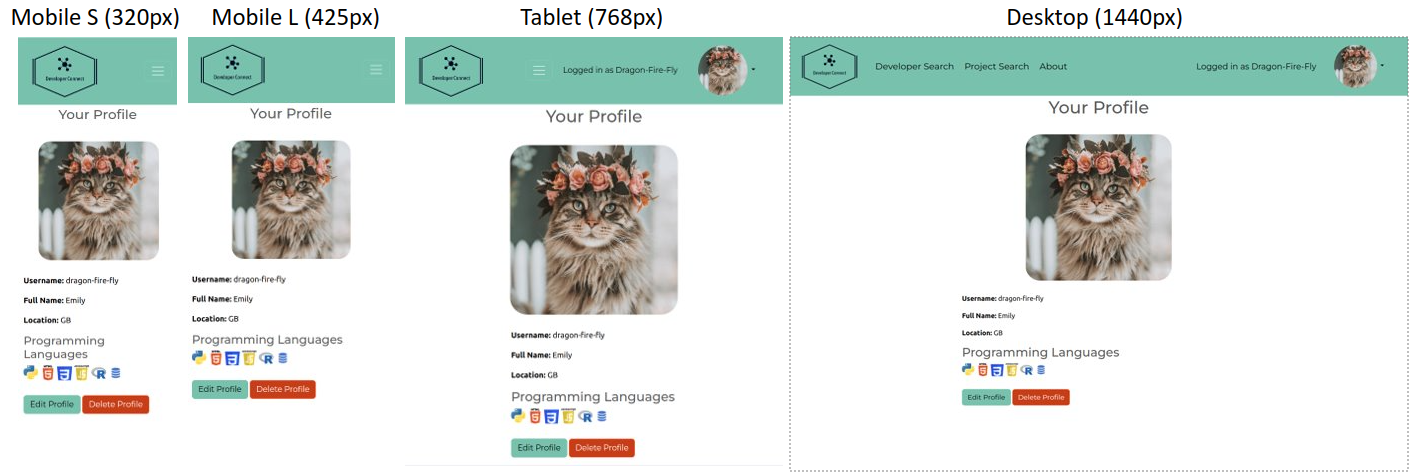 Mobile S (320px)
Developer Connect
Your Profile
Username: dragon-fire-fly
Full Name: Emily
Location: GB
Programming
Languages
Edit Profile
Delete Profile
Mobile L (425px)
Developer Connect
Your Profile
Username: dragon-fire-fly
Full Name: Emily
Location: GB
Programming Languages
Edit Profile
Delete Profile
Tablet (768px)
Developer Connect
Logged in as Dragon-Fire-Fly
Your Profile
Username: dragon-fire-fly
Full Name: Emily
Location: GB
Programming Languages
Edit Profile
Delete Profile
Desktop (1440px)
Developer Connect
Developer Search
Project Search
About
Logged in as Dragon-Fire-Fly
Your Profile
Username: dragon-fire-fly
Full Name: Emily
Location: GB
Programming Languages
Edit Profile
Delete Profile